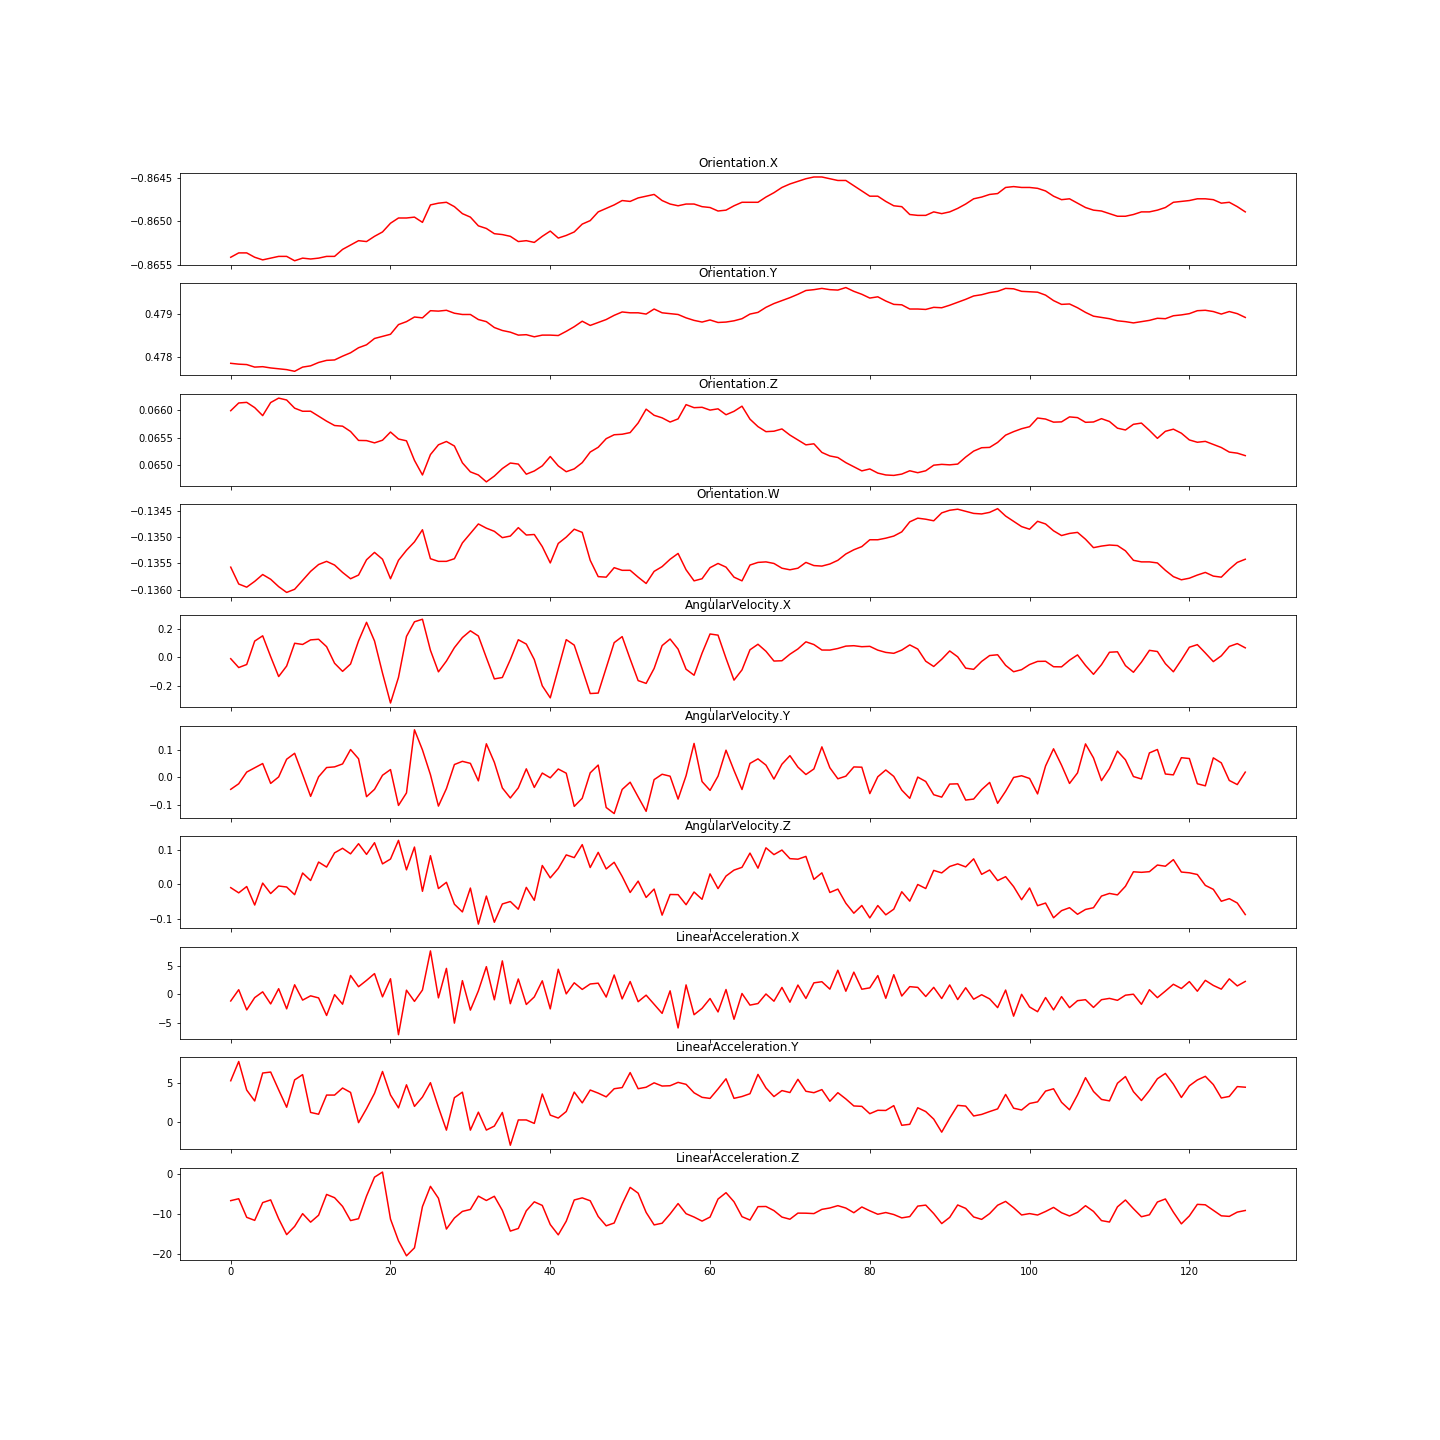 Orientation.X
−0.8645
−0.8650
−0.8655
Orientation.Y
0.479
0.478
Orientation.Z
0.0660
0.0655
0.0650
Orientation.W
−0.1345
−0.1350
−0.1355
−0.1360
AngularVelocity.X
0.2
0.0
−0.2
AngularVelocity.Y
0.1
0.0
−0.1
AngularVelocity.Z
0.1
0.0
−0.1
LinearAcceleration.X
5
0
−5
LinearAcceleration.Y
5
0
LinearAcceleration.Z
0
−10
−20
0 20 40 60 80 100 120